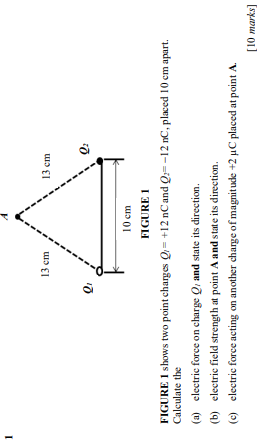 1
A
13 cm
13 cm
Q1
Q2
10 cm
FIGURE 1
FIGURE 1 shows two point charges Q1= +12 nC and Q2= −12 nC, placed 10 cm apart.
Calculate the
(a) electric force on charge Q1 and state its direction.
(b) electric field strength at point A and state its direction.
(c) electric force acting on another charge of magnitude +2 μC placed at point A.
[10 marks]